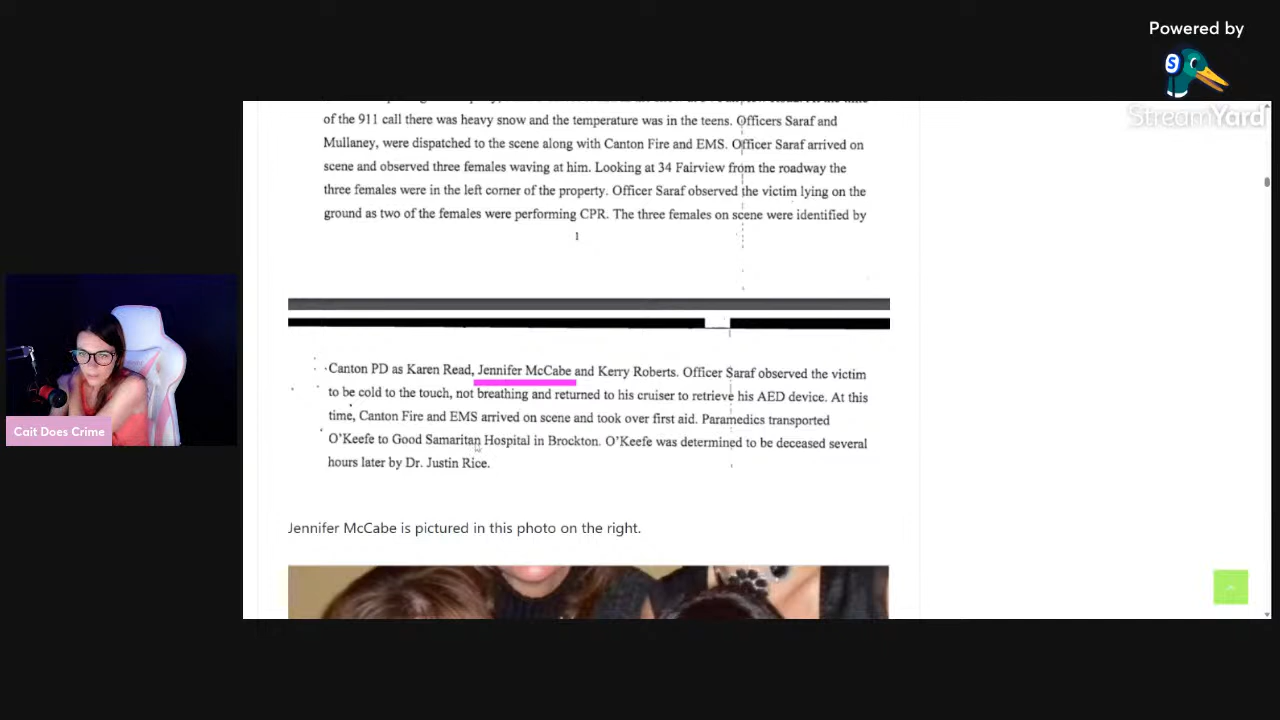 Powered by
S
StreamYard
of the 911 call there was heavy snow and the temperature was in the teens. Officers Saraf and
Mullaney, were dispatched to the scene along with Canton Fire and EMS. Officer Saraf arrived on
scene and observed three females waving at him. Looking at 34 Fairview from the roadway the
three females were in the left corner of the property. Officer Saraf observed the victim lying on the
ground as two of the females were performing CPR. The three females on scene were identified by
1
Canton PD as Karen Read, Jennifer McCabe and Kerry Roberts. Officer Saraf observed the victim
to be cold to the touch, not breathing and returned to his cruiser to retrieve his AED device. At this
time, Canton Fire and EMS arrived on scene and took over first aid. Paramedics transported
O'Keefe to Good Samaritan Hospital in Brockton. O'Keefe was determined to be deceased several
hours later by Dr. Justin Rice.
Jennifer McCabe is pictured in this photo on the right.
Cait Does Crime